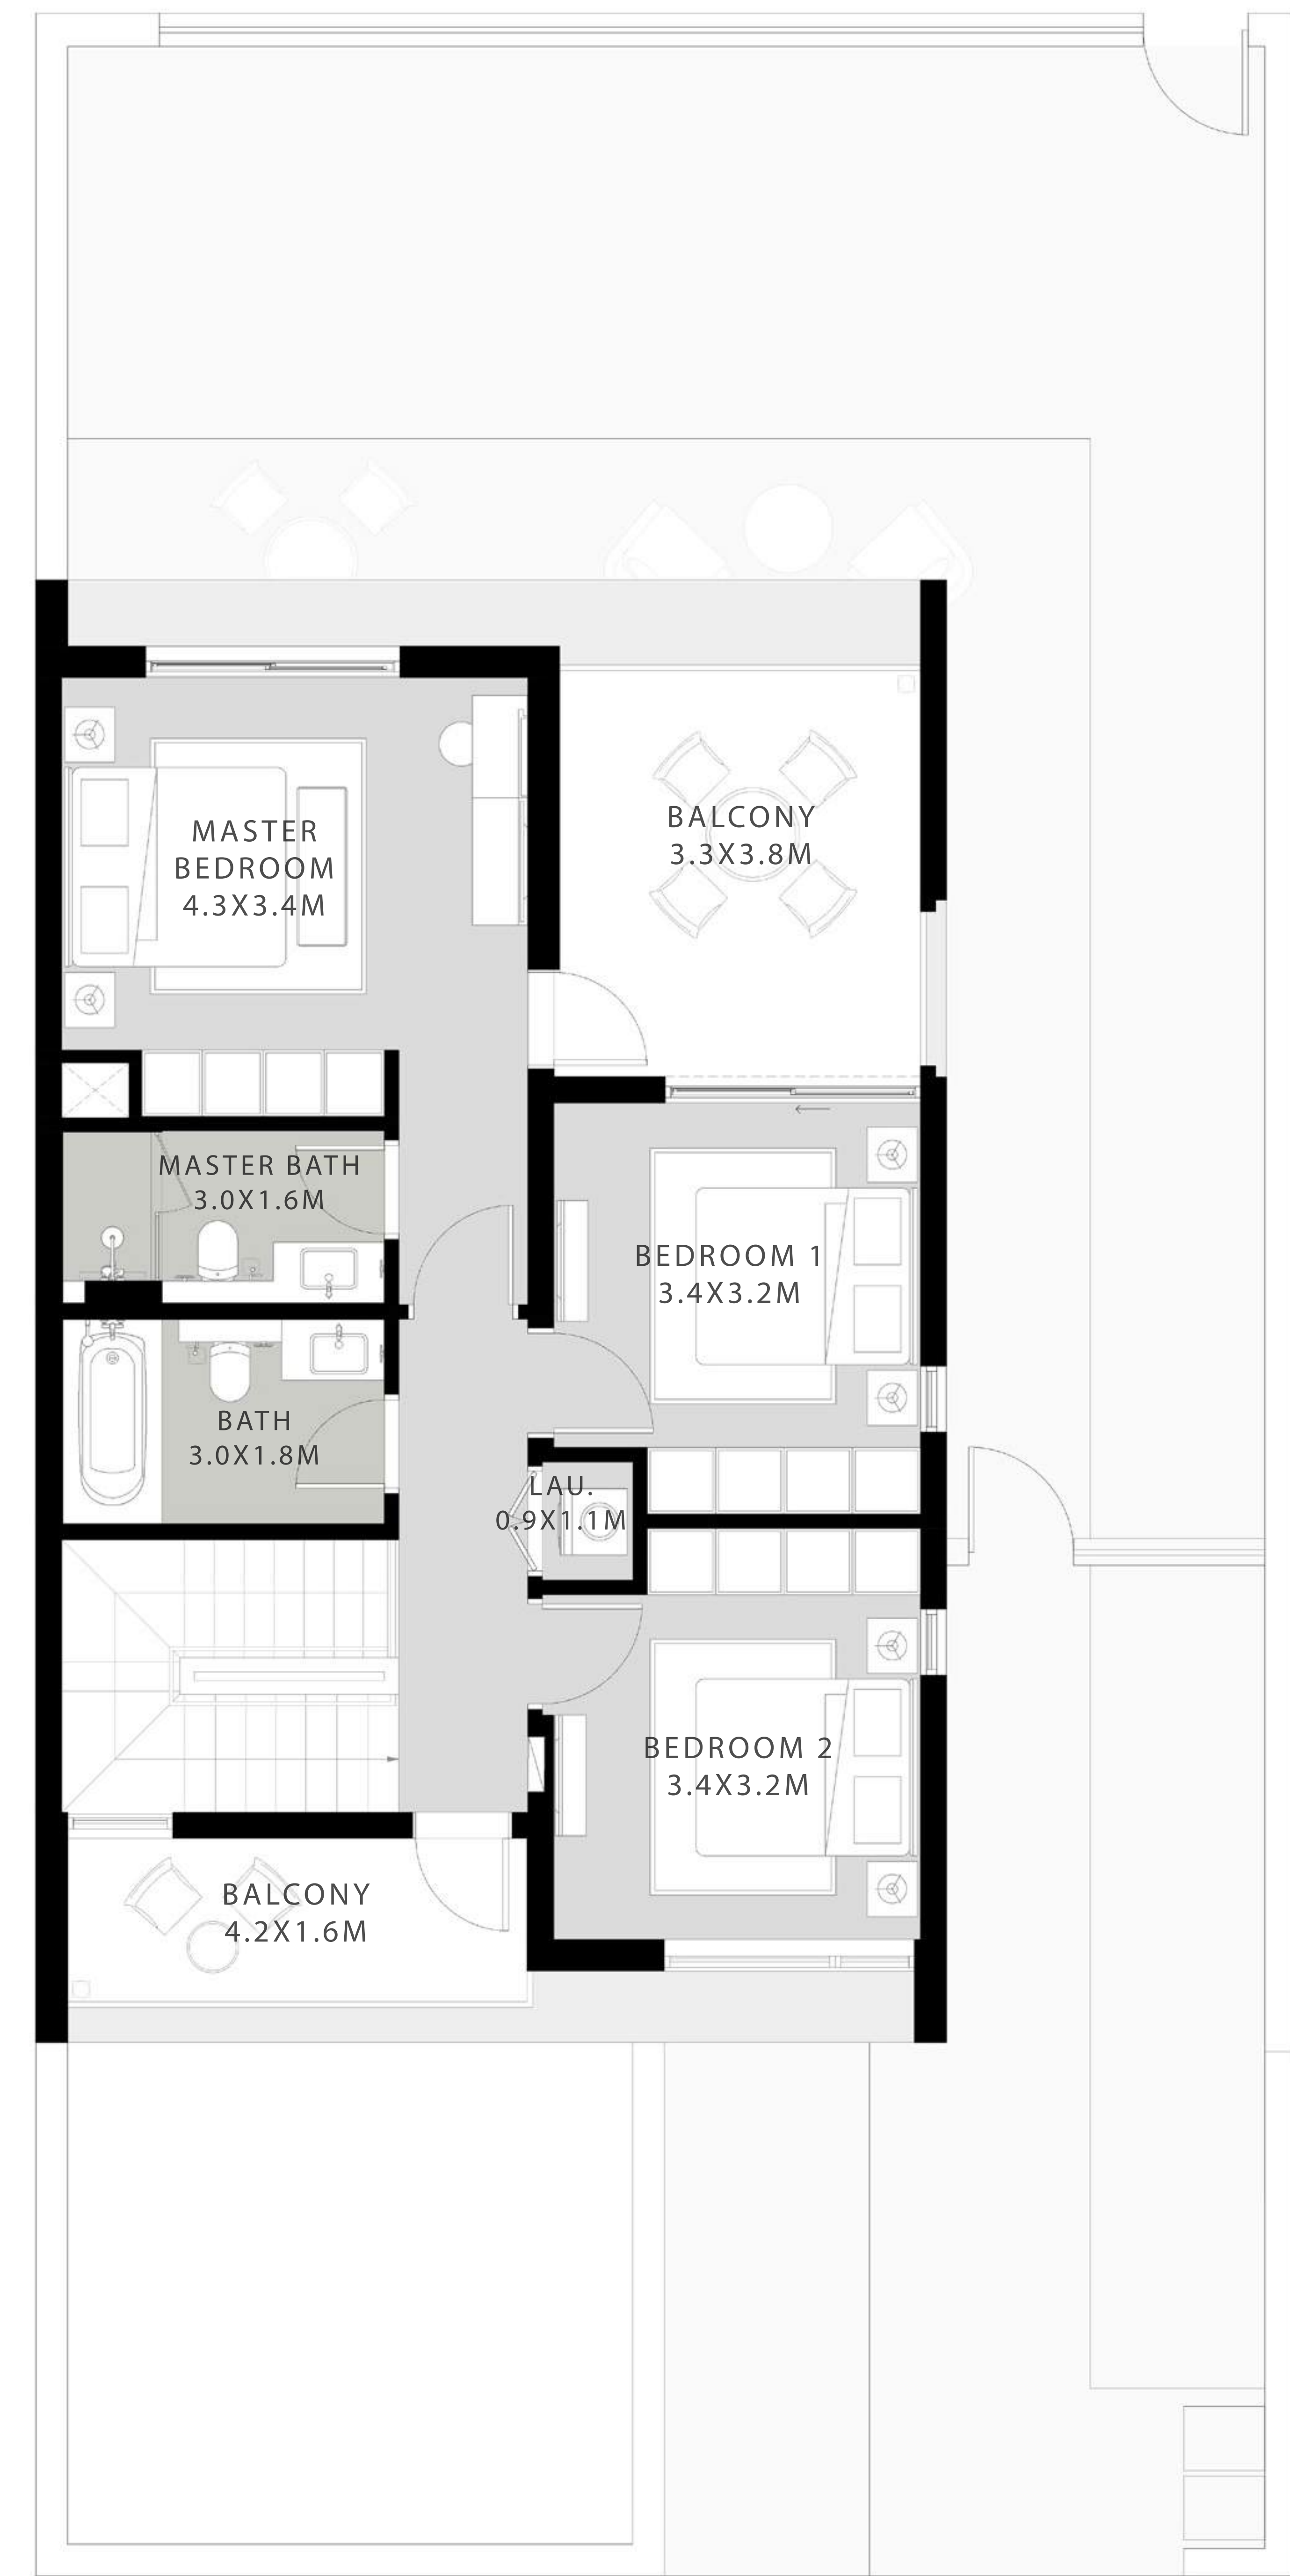 MASTER
BEDROOM
4.3X3.4M
BALCONY
3.3X3.8M
MASTER BATH
3.0X1.6M
BEDROOM 1
3.4X3.2M
BATH
3.0X1.8M
LAU.
0.9X1.1M
BEDROOM 2
3.4X3.2M
BALCONY
4.2X1.6M